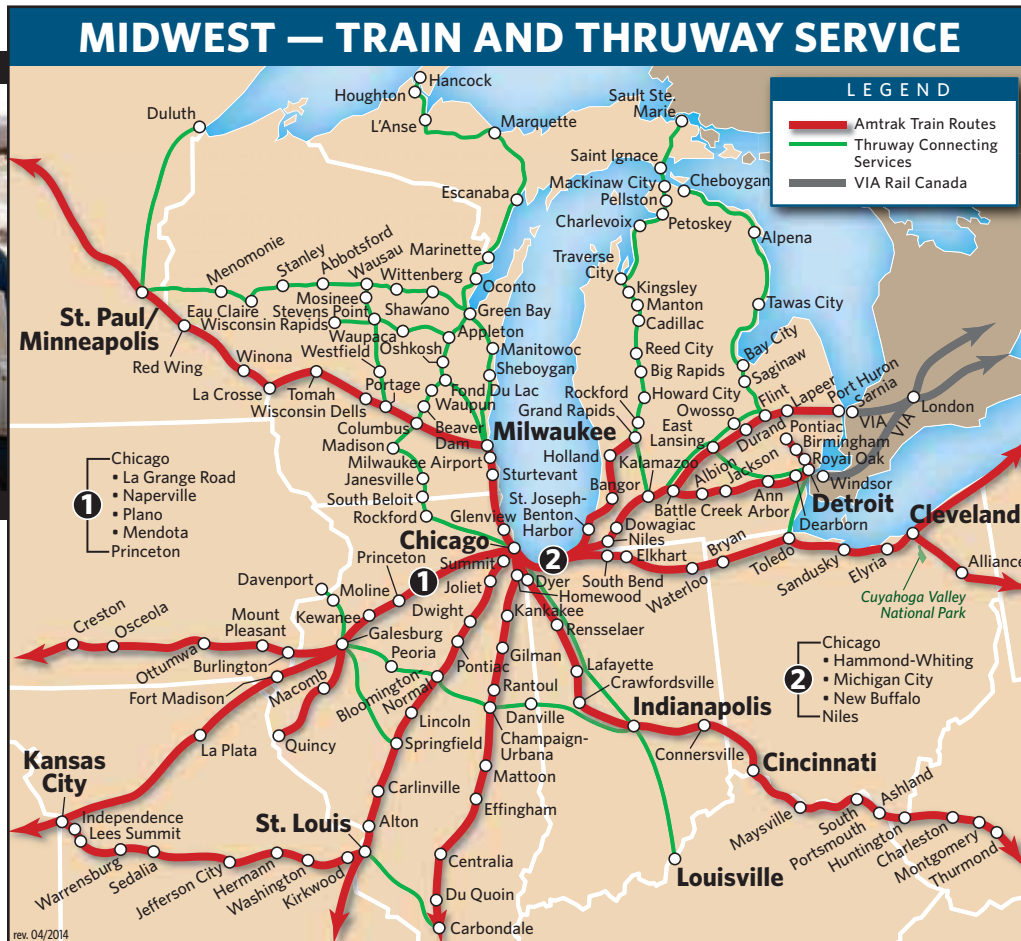 MIDWEST — TRAIN AND THRUWAY SERVICE
LEGEND
Amtrak Train Routes
Thruway Connecting
Services
VIA Rail Canada
Hancock
Houghton
L'Anse
Marquette
Duluth
Sault Ste.
Marie
Saint Ignace
Mackinaw City
Cheboygan
Pellston
Charlevoix
Petoskey
Escanaba
Alpena
Marinette
Menomonie
Stanley
Abbotsford
Wausau
Wittenberg
Oconto
Traverse
City
Kingsley
Manton
Cadillac
Tawas City
St. Paul/
Minneapolis
Eau Claire
Mosinee
Stevens Point
Shawano
Green Bay
Wisconsin Rapids
Waupaca
Appleton
Oshkosh
Manitowoc
Sheboygan
Reed City
Big Rapids
Bay City
Saginaw
Red Wing
Winona
Westfield
La Crosse
Tomah
Portage
Wisconsin Dells
Fond Du Lac
Waupun
Columbus
Beaver
Dam
Madison
Milwaukee
Milwaukee
Airport
Janesville
Sturtevant
South Beloit
Rockford
Glenview
Rockford
Howard City
Grand Rapids
Owosso
East
Lansing
Flint
Lapeer
Port Huron
Sarnia
VIA
VIA
London
Durand
Pontiac
Birmingham
Royal Oak
Windsor
Holland
Kalamazoo
Albion
Jackson
Bangor
Battle Creek
Ann
Arbor
Detroit
Dearborn
St. Joseph-
Benton
Harbor
Dowagiac
Niles
Cleveland
1
Chicago
• La Grange Road
• Naperville
• Plano
• Mendota
Princeton
Chicago
2
Elkhart
South Bend
Waterloo
Bryan
Toledo
Sandusky
Elyria
Alliance
Cuyahoga Valley
National Park
Princeton
1
Summit
Joliet
Dyer
Homewood
Davenport
Moline
Kewanee
Dwight
Kankakee
Rensselaer
Creston
Osceola
Mount
Pleasant
Galesburg
Ottumwa
Burlington
Peoria
Pontiac
Gilman
Lafayette
Crawfordsville
Fort Madison
Macomb
Bloomington-
Normal
Rantoul
Danville
Indianapolis
2
Chicago
• Hammond-Whiting
• Michigan City
• New Buffalo
Niles
La Plata
Quincy
Lincoln
Springfield
Champaign-
Urbana
Connersville
Cincinnati
Kansas
City
Mattoon
Carlinville
Effingham
Independence
Lees Summit
St. Louis
Alton
Maysville
South
Portsmouth
Ashland
Huntington
Charleston
Montgomery
Thurmond
Warrensburg
Sedalia
Jefferson City
Hermann
Washington
Kirkwood
Centralia
Louisville
Du Quoin
Carbondale
rev. 04/2014